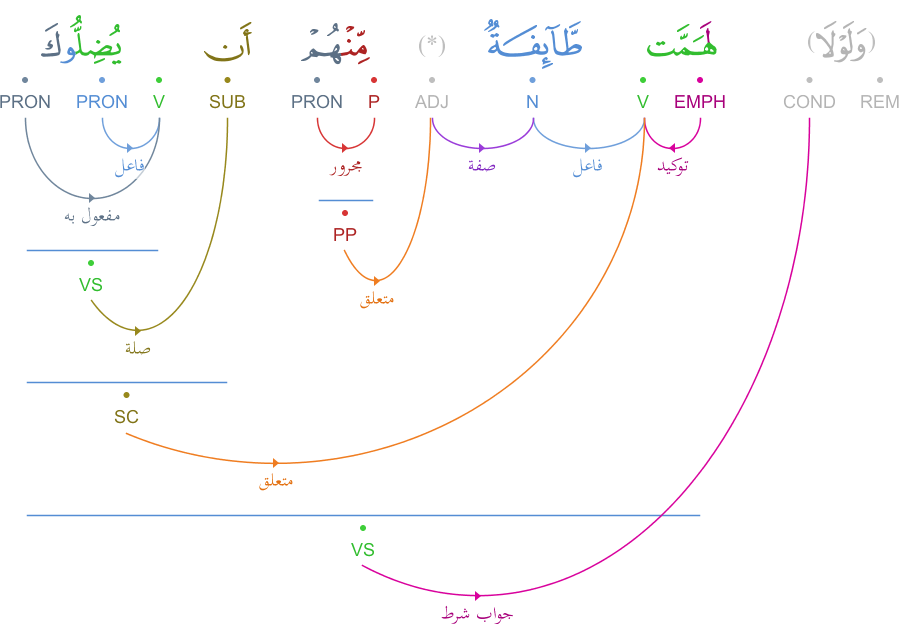 (وَلَوْلَا) لَهَمَّت طَّآئِفَةٌ (*) مِّنْهُمْ أَن يُضِلُّوكَ
REM COND EMPH V N ADJ P PRON SUB V PRON PRON
توكيد فاعل صفة مجرور فاعل
مفعول به
PP
VS
متعلق
صلة
SC
متعلق
VS
جواب شرط